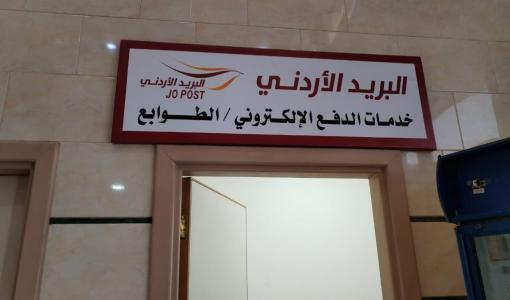 البريد الأردني
البريد الأردني
JO POST
خدمات الدفع الإلكتروني / الطوابع